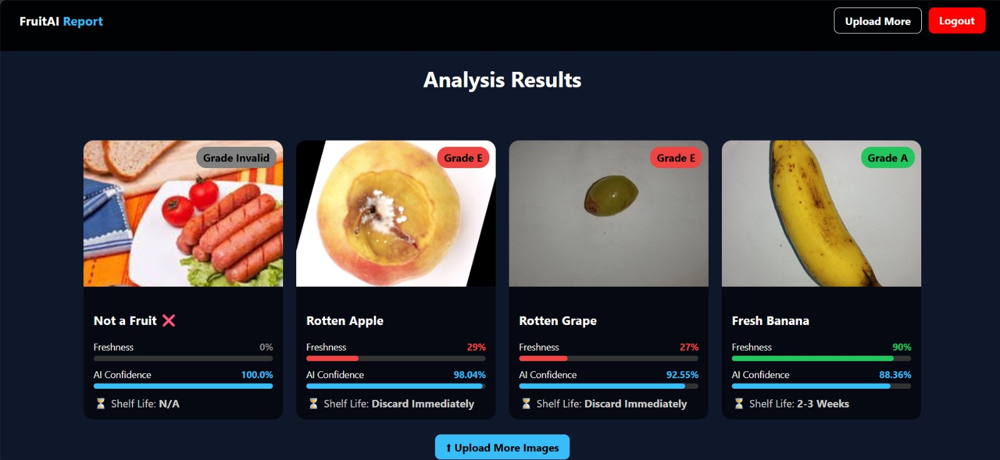 FruitAI Report
Upload More
Logout
Analysis Results
Grade Invalid
Not a Fruit ❌
Freshness 0%
AI Confidence 100.0%
⏳ Shelf Life: N/A
Grade E
Rotten Apple
Freshness 29%
AI Confidence 98.04%
⏳ Shelf Life: Discard Immediately
Grade E
Rotten Grape
Freshness 27%
AI Confidence 92.55%
⏳ Shelf Life: Discard Immediately
Grade A
Fresh Banana
Freshness 90%
AI Confidence 88.36%
⏳ Shelf Life: 2-3 Weeks
⬆ Upload More Images